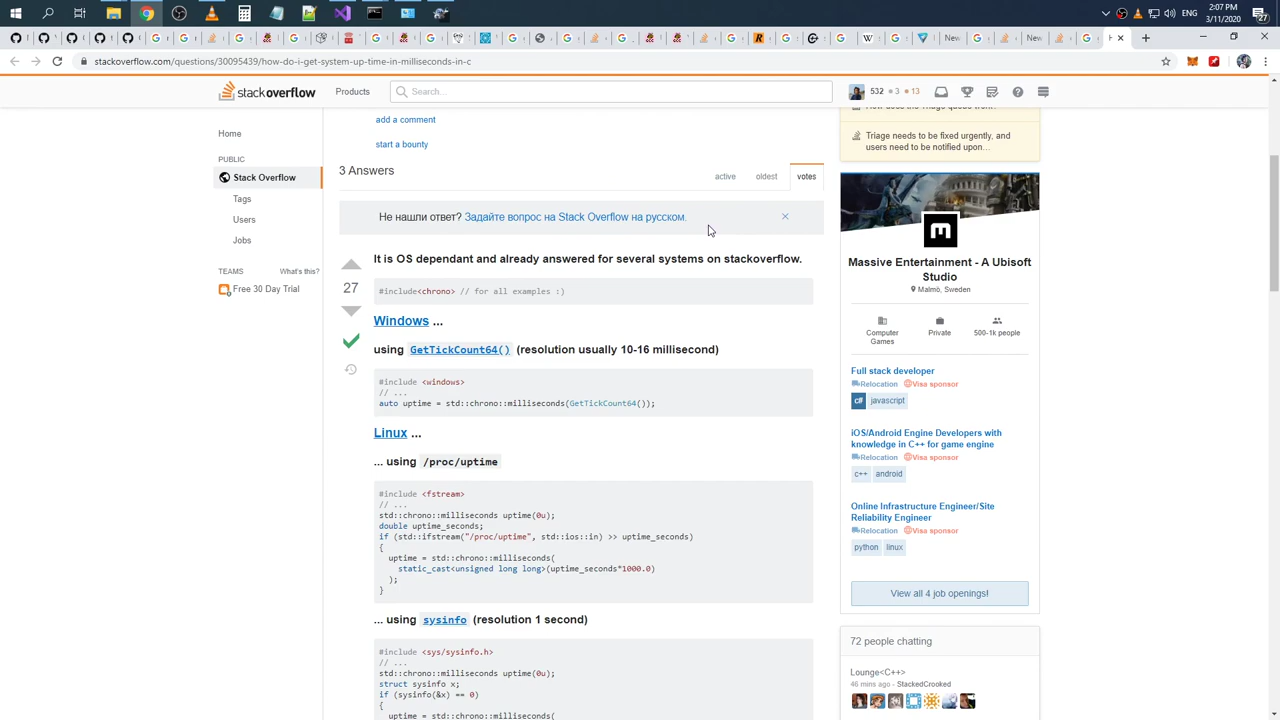 2:07 PM
ENG
3/11/2020
New
W
New
H
stackoverflow.com/questions/30095439/how-do-i-get-system-up-time-in-milliseconds-in-c
stackoverflow
Products
Search...
532 3 13
Home
PUBLIC
Stack Overflow
Tags
Users
Jobs
TEAMS
What's this?
Free 30 Day Trial
add a comment
start a bounty
3 Answers
active
oldest
votes
Не нашли ответ? Задайте вопрос на Stack Overflow на русском.
27
It is OS dependant and already answered for several systems on stackoverflow.
#include<chrono> // for all examples :)
Windows ...
using GetTickCount64() (resolution usually 10-16 millisecond)
#include <windows>
// ...
auto uptime = std::chrono::milliseconds(GetTickCount64());
Linux ...
... using /proc/uptime
#include <fstream>
// ...
std::chrono::milliseconds uptime(0u);
double uptime_seconds;
if (std::ifstream("/proc/uptime", std::ios::in) >> uptime_seconds)
{
uptime = std::chrono::milliseconds(
static_cast<unsigned long long>(uptime_seconds*1000.0)
);
}
... using sysinfo (resolution 1 second)
#include <sys/sysinfo.h>
// ...
std::chrono::milliseconds uptime(0u);
struct sysinfo x;
if (sysinfo(&x) == 0)
{
uptime = std::chrono::milliseconds(
Triage needs to be fixed urgently, and
users need to be notified upon…
Massive Entertainment - A Ubisoft
Studio
Malmö, Sweden
Computer
Games
Private
500-1k people
Full stack developer
Relocation Visa sponsor
c# javascript
iOS/Android Engine Developers with
knowledge in C++ for game engine
Relocation Visa sponsor
c++ android
Online Infrastructure Engineer/Site
Reliability Engineer
Relocation Visa sponsor
python linux
View all 4 job openings!
72 people chatting
Lounge<C++>
46 mins ago - StackedCrooked